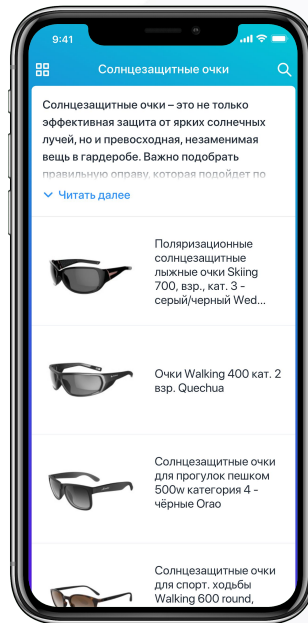 9:41
Солнцезащитные очки
Солнцезащитные очки – это не только
эффективная защита от ярких солнечных
лучей, но и превосходная, незаменимая
вещь в гардеробе. Важно подобрать
правильную оправу, которая подойдет по
Читать далее
Поляризационные
солнцезащитные
лыжные очки Skiing
700, взр., кат. 3 -
серый/черный Wed...
Очки Walking 400 кат. 2
взр. Quechua
Солнцезащитные очки
для прогулок пешком
500w категория 4 -
чёрные Orao
Солнцезащитные очки
для спорт. ходьбы
Walking 600 round,